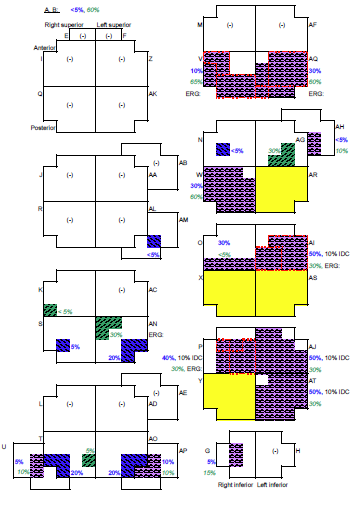 A, B: <5%, 60%
Right superior Left superior
E (-) (-) F
Anterior
I (-) (-) Z
Q (-) (-) AK
Posterior
(-) AB
J (-) (-) AA
R (-) (-) AL
AM
<5%
K (-) AC
< 5%
S AN
30% ERG:
5% 20%
40%, 10% IDC
30%, ERG:
AE
L (-) (-) AD
T AO
U 5% AP
5% 10%
10% 20% 20% 10%
M (-) (-) AF
V AQ
10% 30%
65% 60%
ERG: ERG:
AH
N AG <5%
<5% 30% 10%
W AR
30%
60%
O 30% AI
<5% 50%, 10% IDC
30%, ERG:
X AS
P AJ
50%, 10% IDC
30%
Y AT
50%, 10% IDC
30%
G (-) H
5%
15%
Right inferior Left inferior